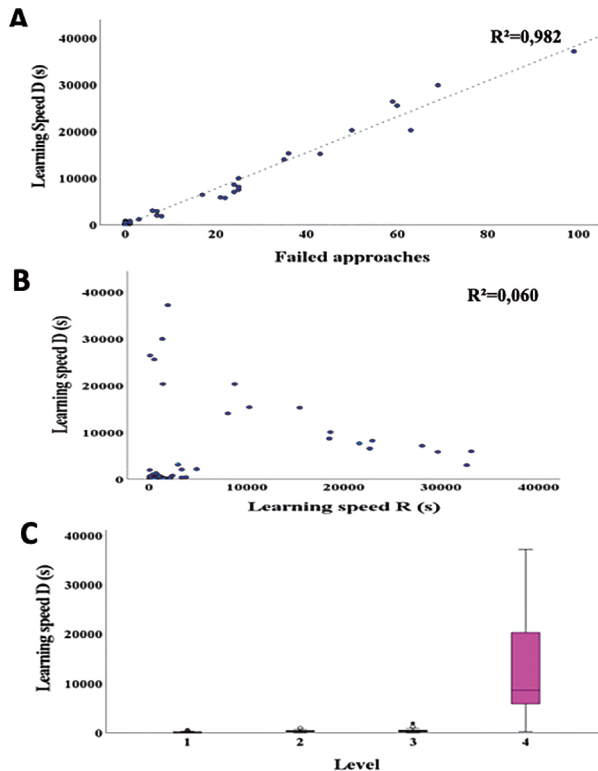 A
R²=0,982
Learning Speed D (s)
40000
30000
20000
10000
0
0 20 40 60 80 100
Failed approaches
B
R²=0,060
Learning speed D (s)
40000
30000
20000
10000
0
0 10000 20000 30000 40000
Learning speed R (s)
C
Learning speed D (s)
40000
30000
20000
10000
0
1 2 3 4
Level